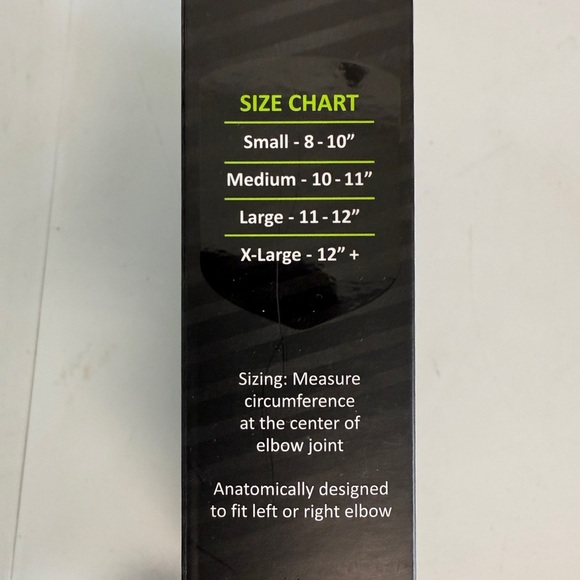 SIZE CHART
Small - 8 - 10”
Medium - 10 - 11”
Large - 11 - 12”
X-Large - 12” +
Sizing: Measure
circumference
at the center of
elbow joint
Anatomically designed
to fit left or right elbow